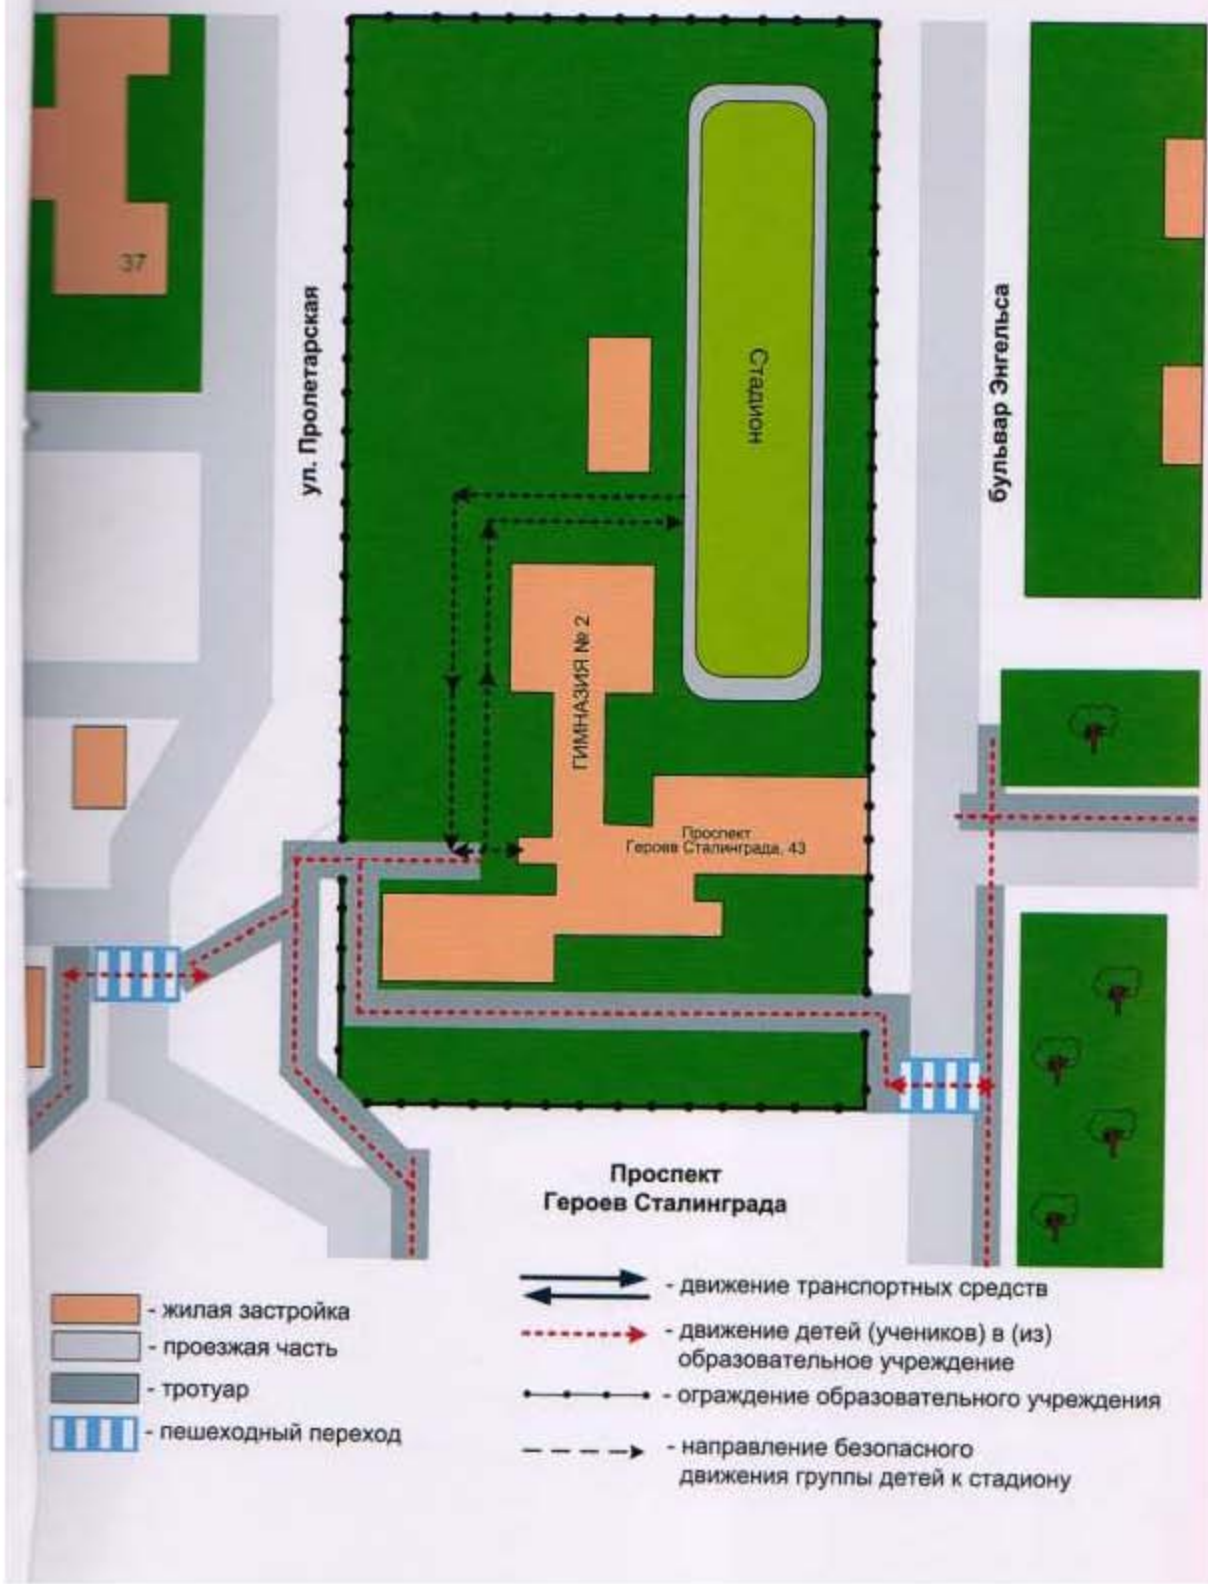 37
ул. Пролетарская
Стадион
бульвар Энгельса
ГИМНАЗИЯ № 2
Проспект
Героев Сталинграда, 43
Проспект
Героев Сталинграда
- жилая застройка
- проезжая часть
- тротуар
- пешеходный переход
- движение транспортных средств
- движение детей (учеников) в (из)
образовательное учреждение
- ограждение образовательного учреждения
- направление безопасного
движения группы детей к стадиону